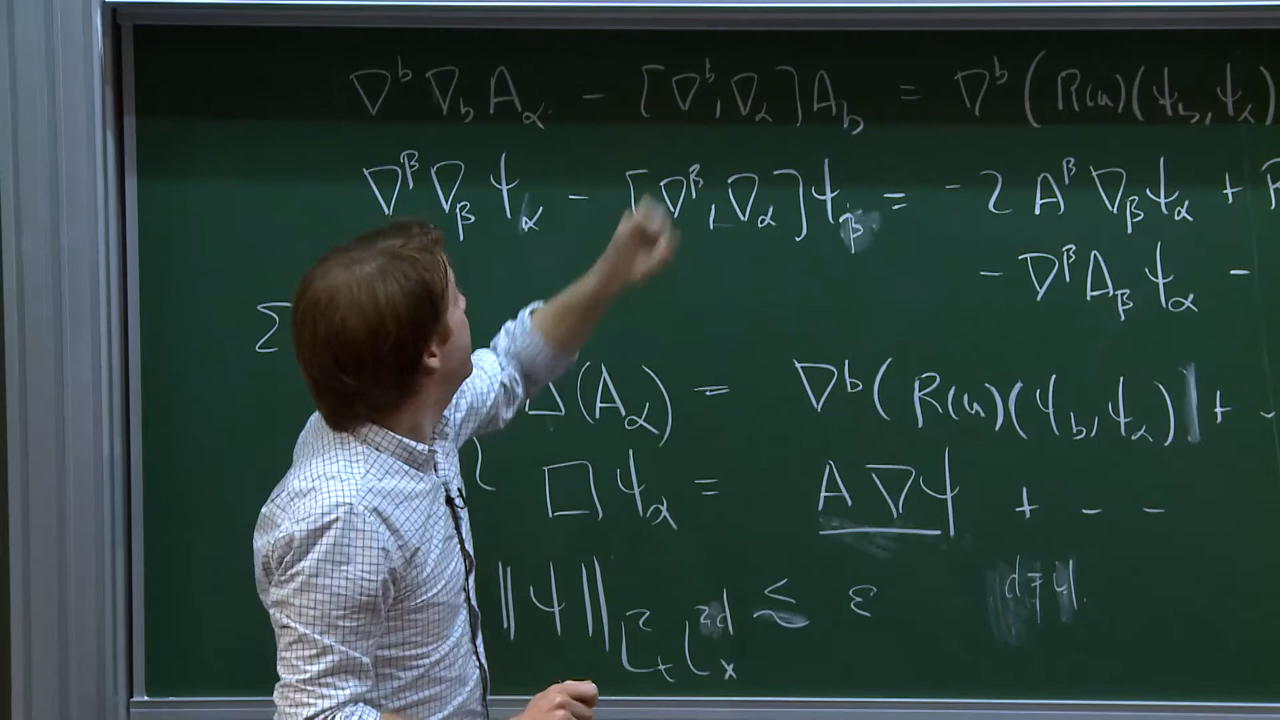 ∇^b ∇_b A_α − [∇^b, ∇_α] A_b = ∇^b ( R(u)(ψ_b, ψ_α)
∇^β ∇_β ψ_α − [∇^β, ∇_α] ψ_β = − 2 A^β ∇_β ψ_α +
− ∇^β A_β ψ_α −
Δ(A_α) = ∇^b ( R(u)(ψ_b, ψ_α) ) +
□ ψ_α = A ∇ψ + - -
‖ψ‖_{L^2_t L^{2d}_x} ≲ ε